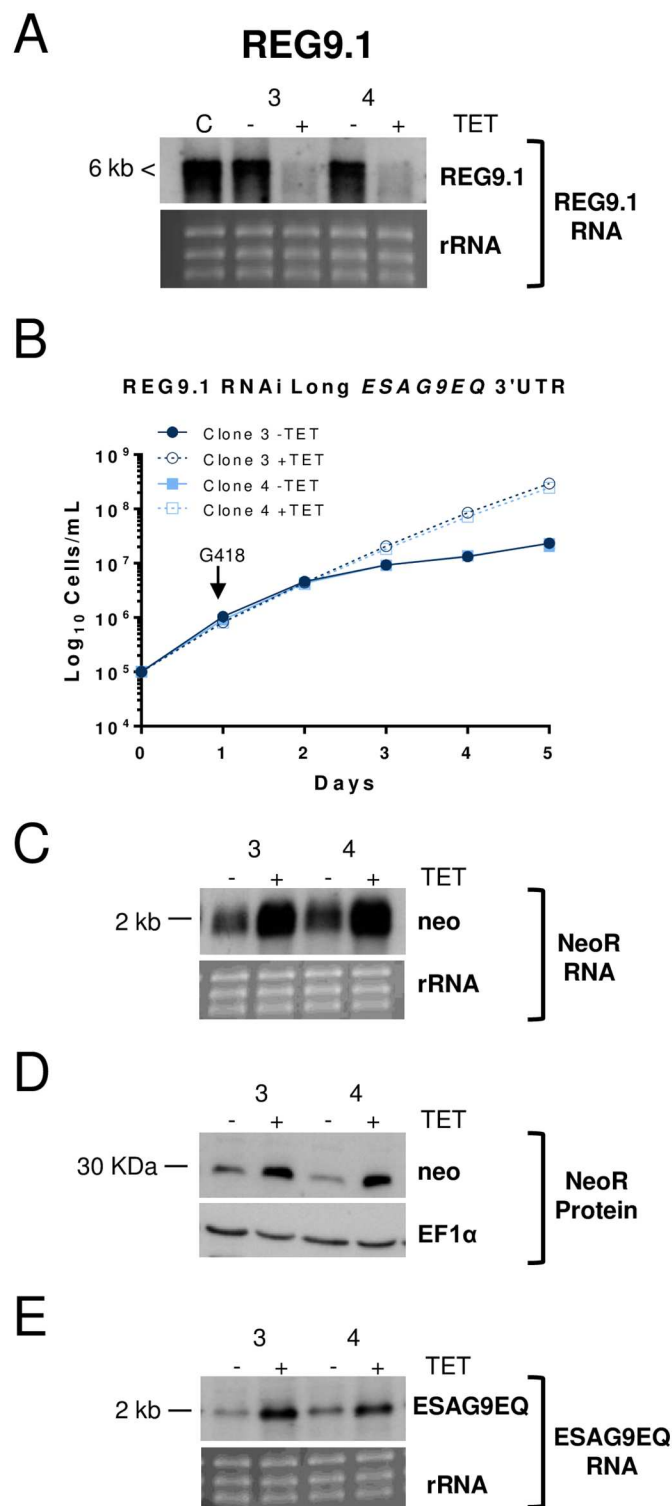 A
REG9.1
3 4
C - + - + TET
6 kb <
REG9.1
rRNA
REG9.1
RNA
B
REG9.1 RNAi Long ESAG9EQ 3'UTR
Clone 3 -TET
Clone 3 +TET
Clone 4 -TET
Clone 4 +TET
10^9
10^8
10^7
10^6
10^5
10^4
Log10 Cells/mL
G418
0 1 2 3 4 5
Days
C
3 4
- + - + TET
2 kb
neo
rRNA
NeoR
RNA
D
3 4
- + - + TET
30 KDa
neo
EF1α
NeoR
Protein
E
3 4
- + - + TET
2 kb
ESAG9EQ
rRNA
ESAG9EQ
RNA